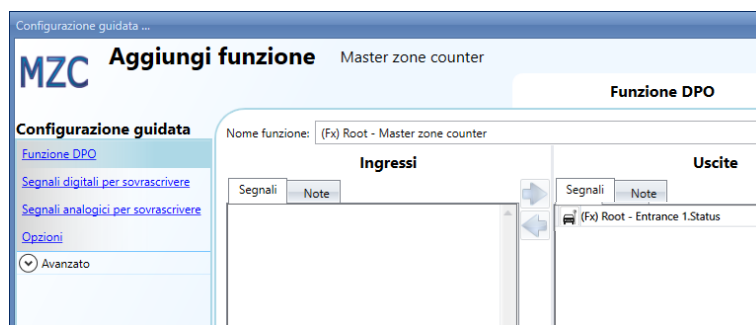 Configurazione guidata ...
MZC Aggiungi funzione Master zone counter
Funzione DPO
Configurazione guidata
Funzione DPO
Segnali digitali per sovrascrivere
Segnali analogici per sovrascrivere
Opzioni
Avanzato
Nome funzione: (Fx) Root - Master zone counter
Ingressi
Segnali Note
Uscite
Segnali Note
(Fx) Root - Entrance 1.Status